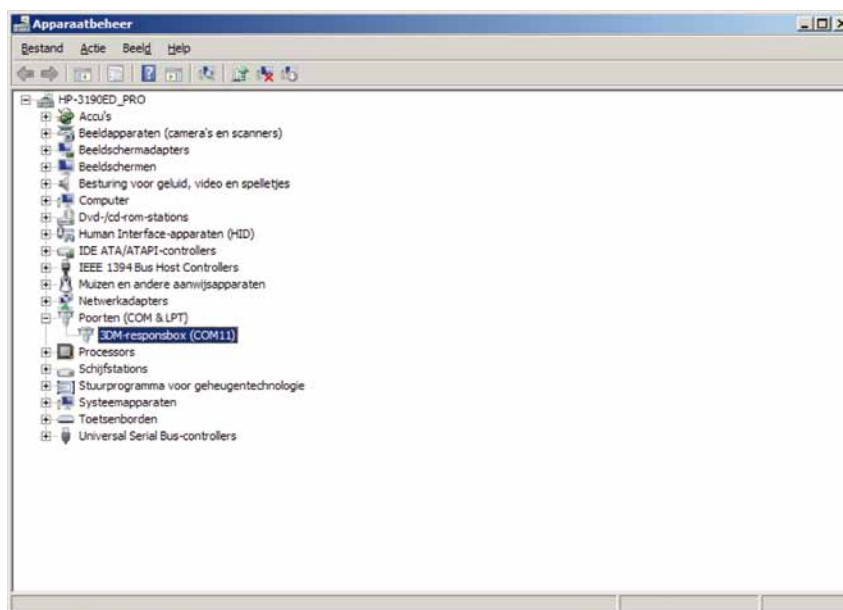 Apparaatbeheer
Bestand Actie Beeld Help
HP-3190ED_PRO
Accu's
Beeldapparaten (camera's en scanners)
Beeldschermadapters
Beeldschermen
Besturing voor geluid, video en spelletjes
Computer
Dvd-/cd-rom-stations
Human Interface-apparaten (HID)
IDE ATA/ATAPI-controllers
IEEE 1394 Bus Host Controllers
Muizen en andere aanwijsapparaten
Netwerkadapters
Poorten (COM & LPT)
3DM-responsbox (COM11)
Processors
Schijfstations
Stuurprogramma voor geheugentechnologie
Systeemapparaten
Toetsenborden
Universal Serial Bus-controllers